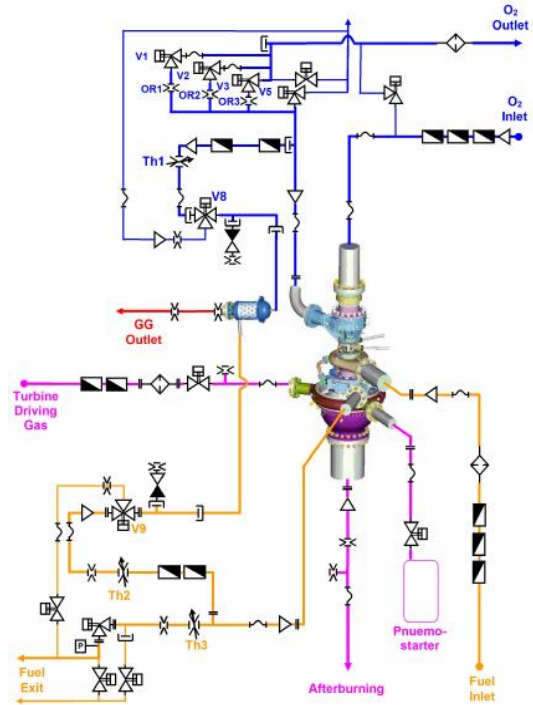 O2
Outlet
V1
V2
V3
V5
OR1
OR2
OR3
O2
Inlet
Th1
V8
GG
Outlet
Turbine
Driving
Gas
V9
Th2
Th3
P
Fuel
Exit
Pnuemo-
starter
Afterburning
Fuel
Inlet